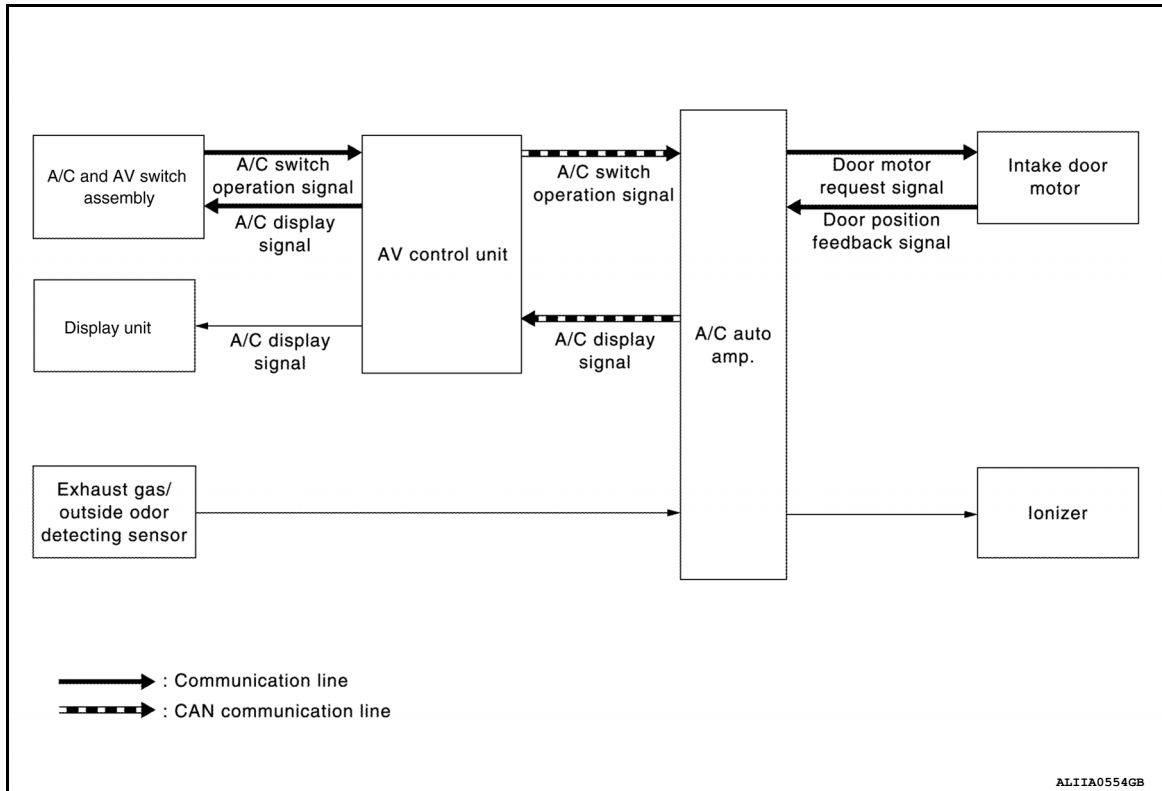 A/C and AV switch
assembly
A/C switch
operation signal
A/C display
signal
AV control unit
A/C switch
operation signal
Door motor
request signal
Intake door
motor
Door position
feedback signal
Display unit
A/C display
signal
A/C display
signal
A/C auto
amp.
Exhaust gas/
outside odor
detecting sensor
Ionizer
: Communication line
: CAN communication line
ALIIA0554GB